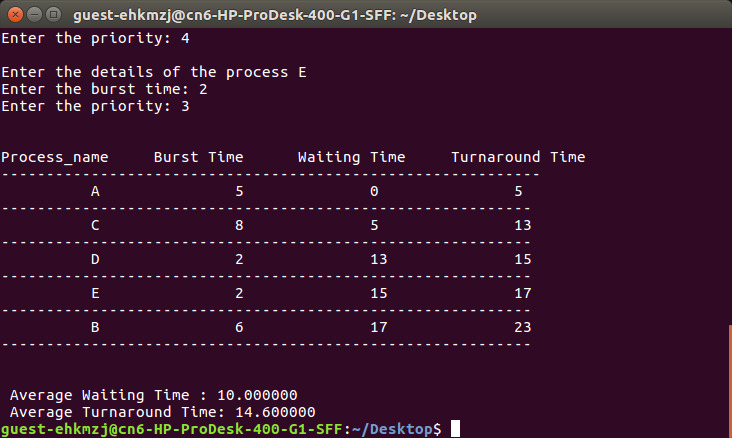 guest-ehkmzj@cn6-HP-ProDesk-400-G1-SFF: ~/Desktop
Enter the priority: 4
Enter the details of the process E
Enter the burst time: 2
Enter the priority: 3
Process_name     Burst Time      Waiting Time     Turnaround Time
------------------------------------------------------------
A               5              0               5
-----------------------------------------------------------
C               8              5               13
-----------------------------------------------------------
D               2              13              15
-----------------------------------------------------------
E               2              15              17
-----------------------------------------------------------
B               6              17              23
-----------------------------------------------------------
Average Waiting Time : 10.000000
Average Turnaround Time: 14.600000
guest-ehkmzj@cn6-HP-ProDesk-400-G1-SFF:~/Desktop$